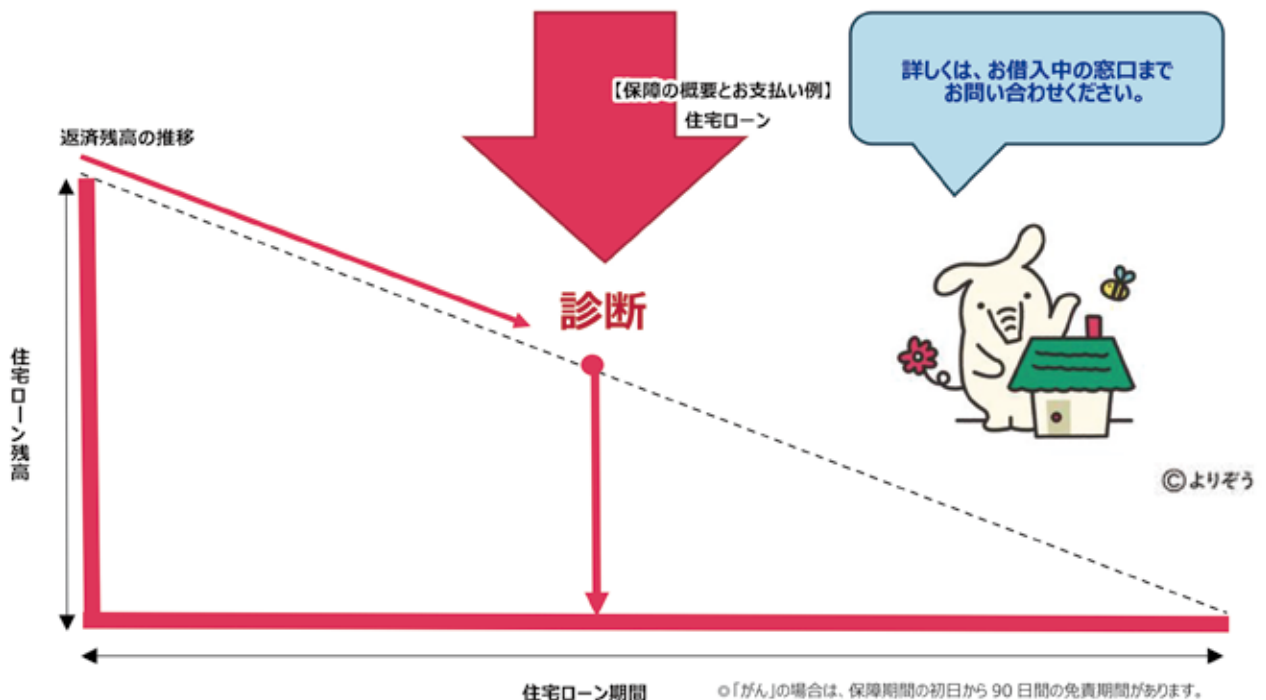 【保障の概要とお支払い例】
住宅ローン
詳しくは、お借入中の窓口まで
お問い合わせください。
返済残高の推移
診断
住宅ローン残高
©よりぞう
住宅ローン期間
◎「がん」の場合は、保障期間の初日から 90 日間の免責期間があります。